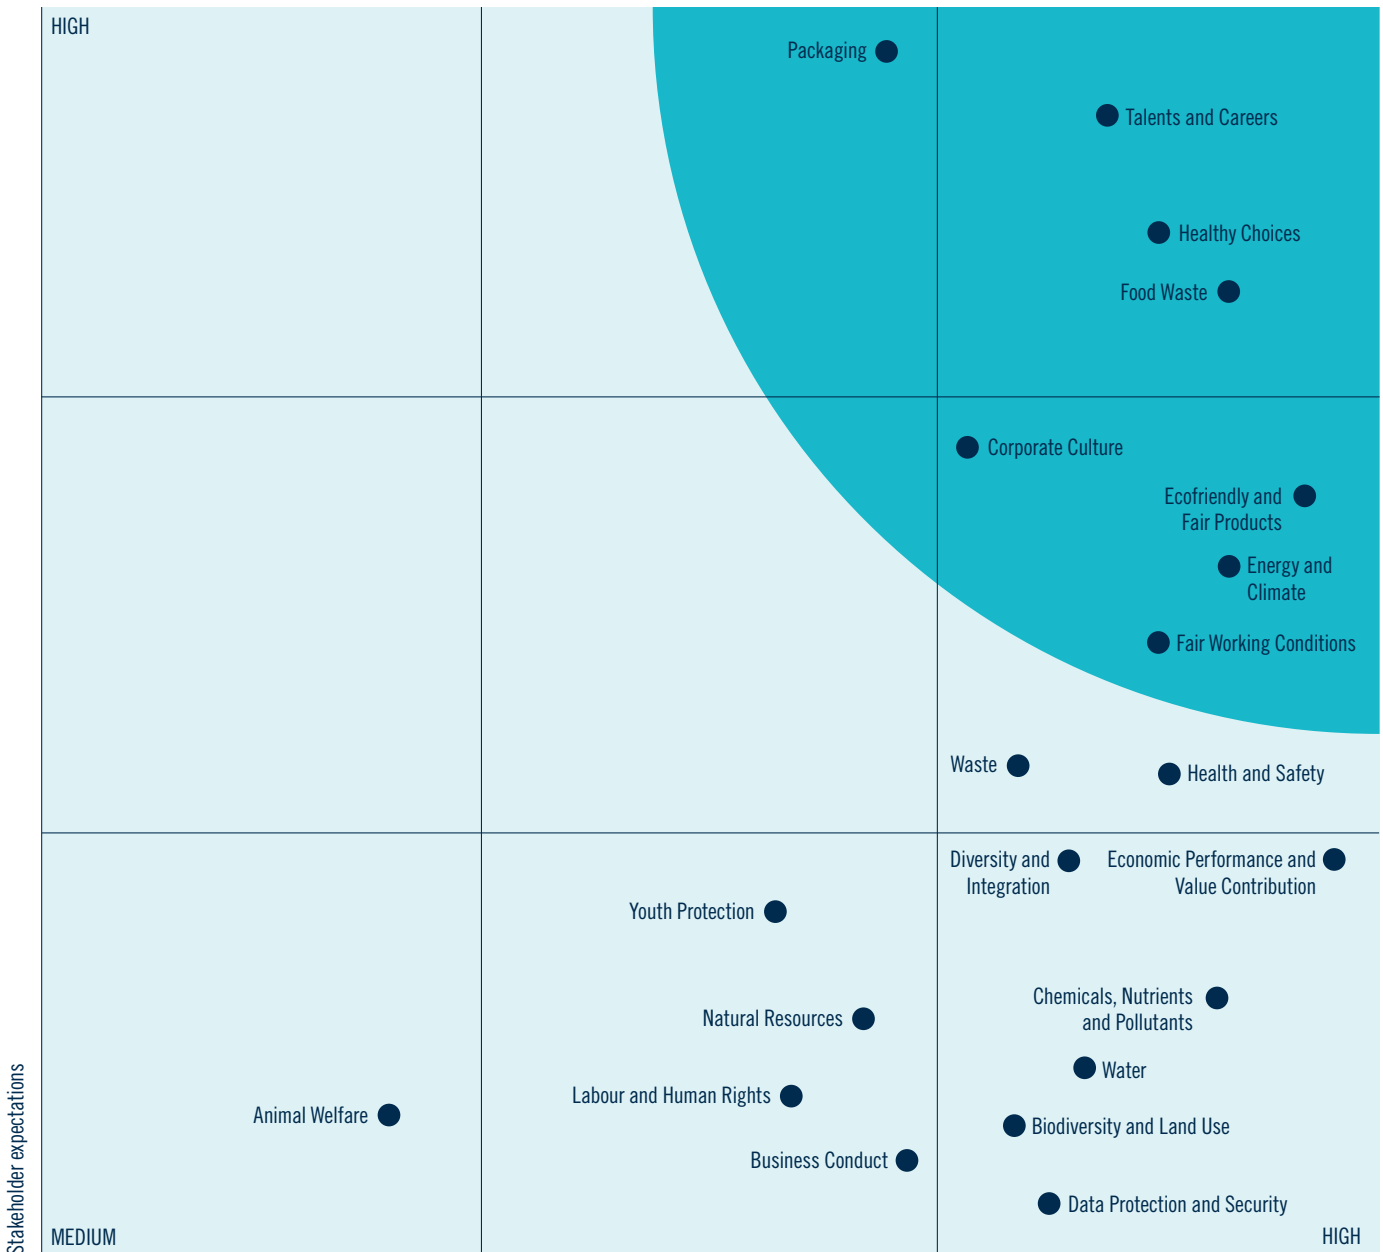 HIGH
Packaging
Talents and Careers
Healthy Choices
Food Waste
Corporate Culture
Ecofriendly and
Fair Products
Energy and
Climate
Fair Working Conditions
Waste
Health and Safety
Diversity and
Integration
Economic Performance and
Value Contribution
Youth Protection
Chemicals, Nutrients
and Pollutants
Natural Resources
Water
Labour and Human Rights
Animal Welfare
Biodiversity and Land Use
Business Conduct
Data Protection and Security
Stakeholder expectations
MEDIUM
HIGH